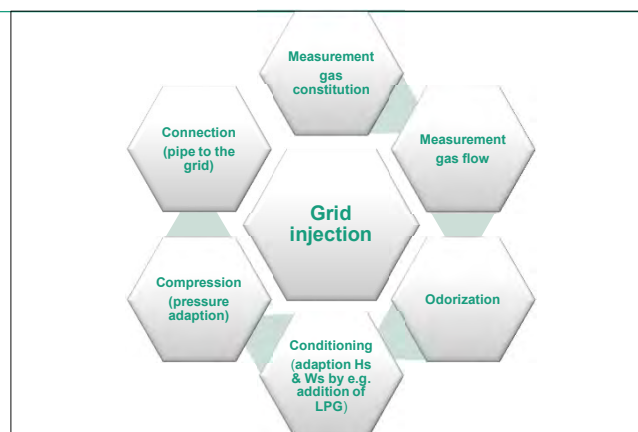 Measurement
gas
constitution
Measurement
gas flow
Odorization
Conditioning
(adaption Hs
& Ws by e.g.
addition of
LPG)
Compression
(pressure
adaption)
Connection
(pipe to the
grid)
Grid
injection